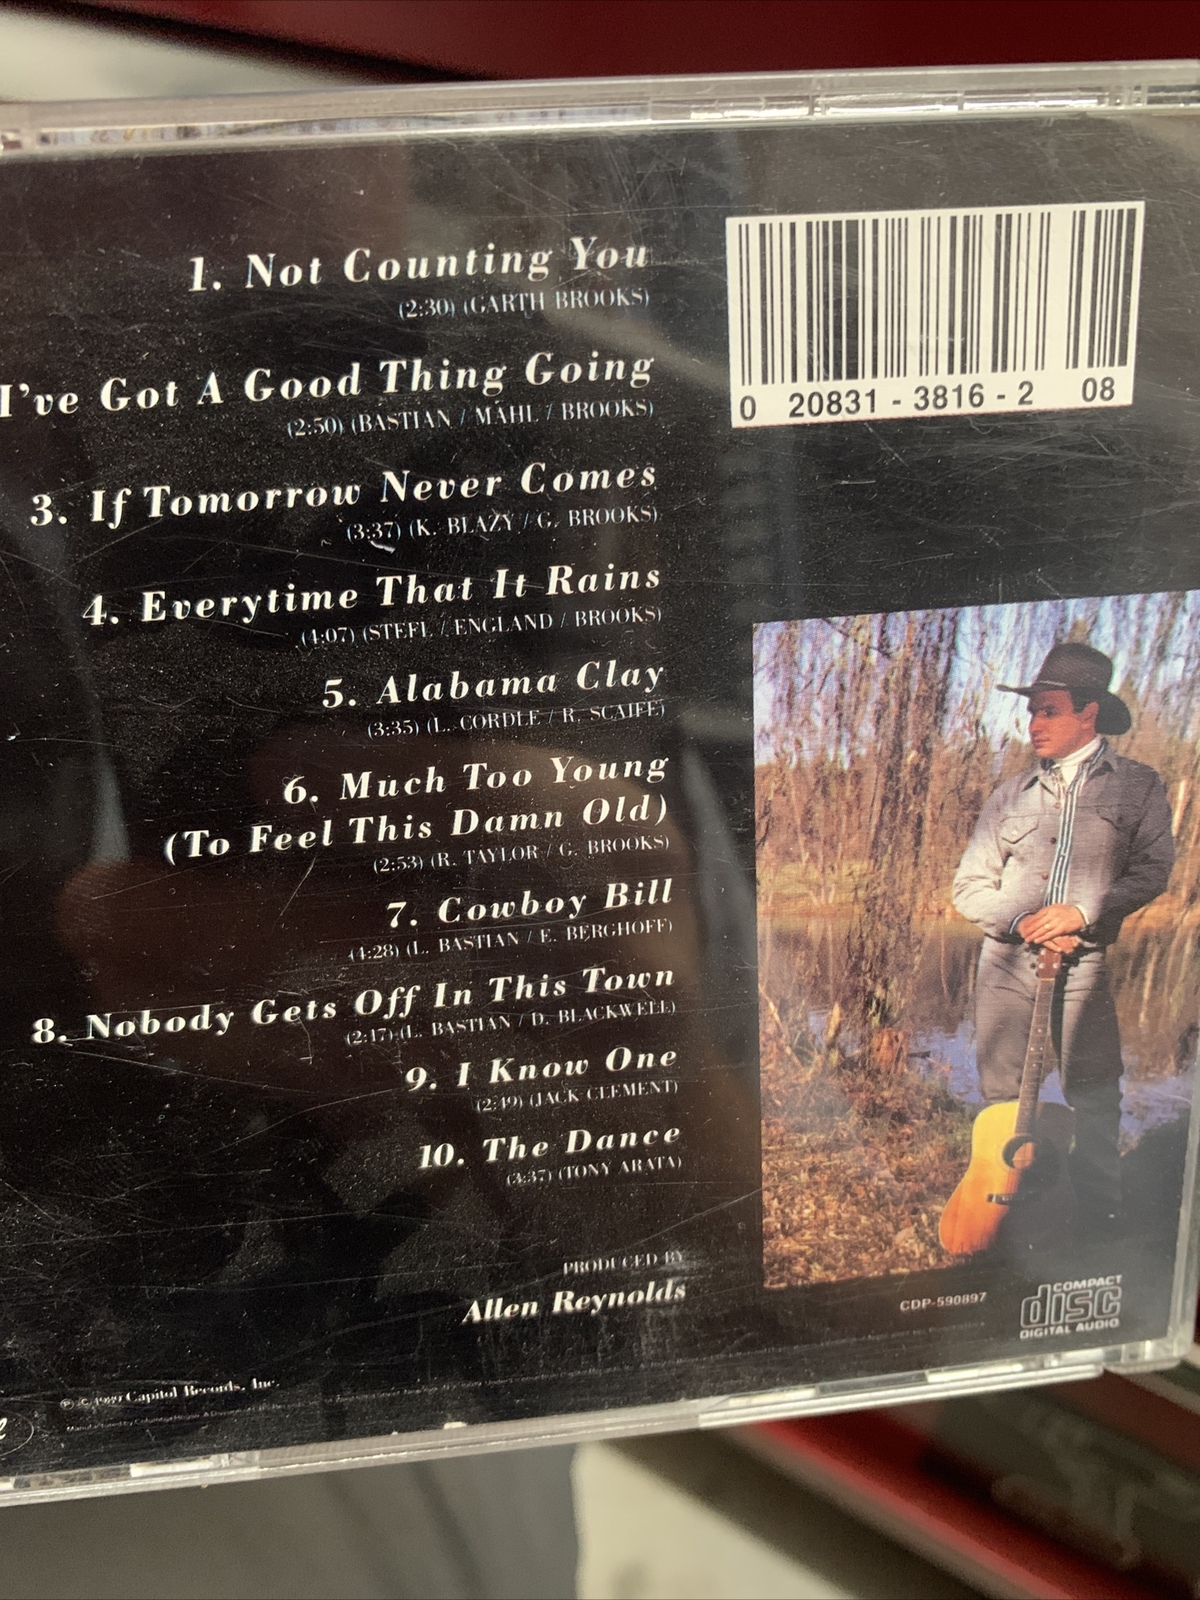 1. Not Counting You
(2:30) (GARTH BROOKS)
I've Got A Good Thing Going
(2:50) (BASTIAN / MAHL / BROOKS)
3. If Tomorrow Never Comes
(3:37) (K. BLAZY / G. BROOKS)
4. Everytime That It Rains
(4:07) (STEFL / ENGLAND / BROOKS)
5. Alabama Clay
(3:35) (L. CORDLE / R. SCAIFE)
6. Much Too Young
(To Feel This Damn Old)
(2:53) (R. TAYLOR / G. BROOKS)
7. Cowboy Bill
(4:28) (L. BASTIAN / E. BERGHOFF)
8. Nobody Gets Off In This Town
(2:17) (L. BASTIAN / D. BLACKWELL)
9. I Know One
(2:49) (JACK CLEMENT)
10. The Dance
(3:37) (TONY ARATA)
PRODUCED BY
Allen Reynolds
℗ © 1989 Capitol Records, Inc.
0 20831 - 3816 - 2 08
CDP-590897
COMPACT
disc
DIGITAL AUDIO